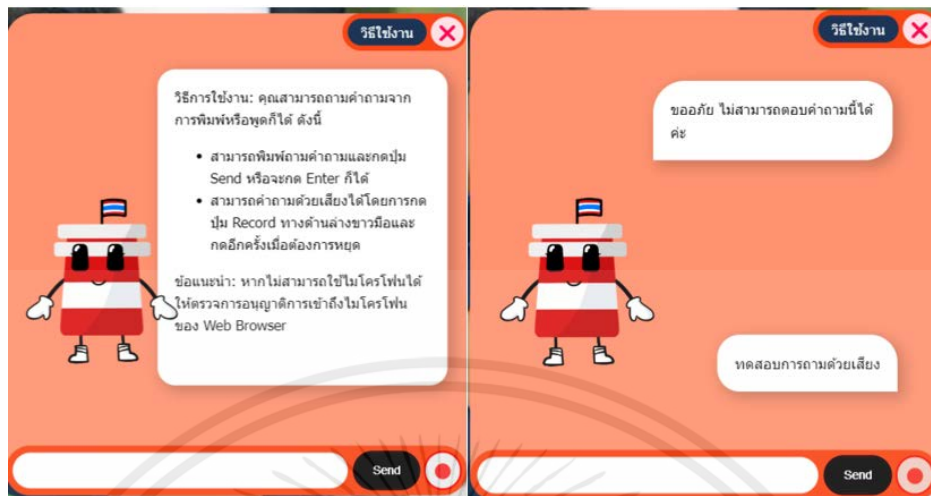 วิธีใช้งาน
วิธีการใช้งาน: คุณสามารถถามคำถามจาก
การพิมพ์หรือพูดก็ได้ ดังนี้
สามารถพิมพ์ถามคำถามและกดปุ่ม
Send หรือจะกด Enter ก็ได้
สามารถคำถามด้วยเสียงได้โดยการกด
ปุ่ม Record ทางด้านล่างขาวมือและ
กดอีกครั้งเมื่อต้องการหยุด
ข้อแนะนำ: หากไม่สามารถใช้ไมโครโฟนได้
ให้ตรวจการอนุญาติการเข้าถึงไมโครโฟน
ของ Web Browser
Send
วิธีใช้งาน
ขออภัย ไม่สามารถตอบคำถามนี้ได้
ค่ะ
ทดสอบการถามด้วยเสียง
Send